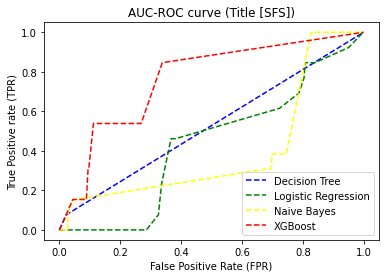 AUC-ROC curve (Title [SFS])
True Positive rate (TPR)
1.0
0.8
0.6
0.4
0.2
0.0
Decision Tree
Logistic Regression
Naive Bayes
XGBoost
0.0 0.2 0.4 0.6 0.8 1.0
False Positive Rate (FPR)